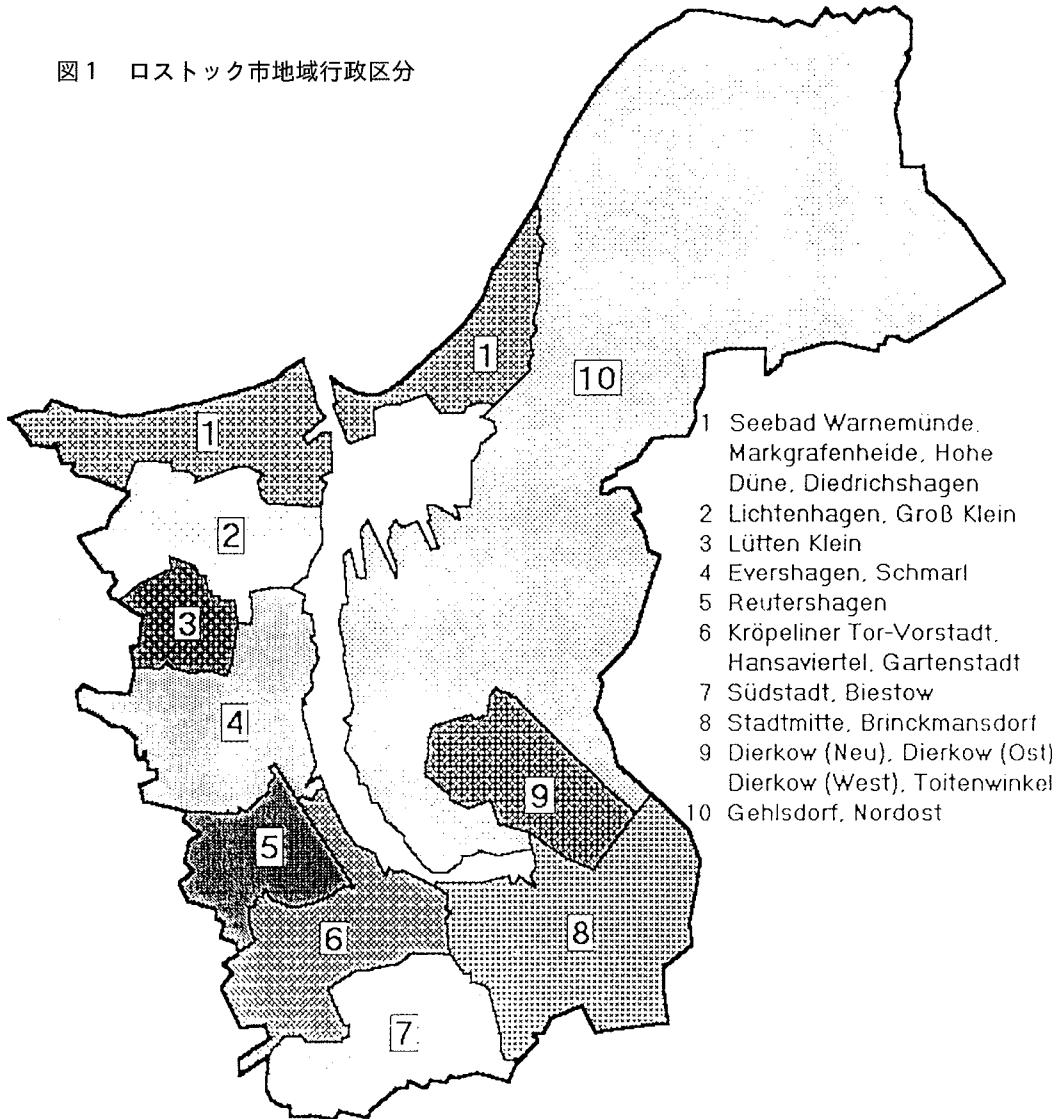 図1 ロストック市地域行政区分
1
10
1
2
3
4
9
5
6
8
7
1 Seebad Warnemünde,
Markgrafenheide, Hohe
Düne, Diedrichshagen
2 Lichtenhagen, Groß Klein
3 Lütten Klein
4 Evershagen, Schmarl
5 Reutershagen
6 Kröpeliner Tor-Vorstadt,
Hansaviertel, Gartenstadt
7 Südstadt, Biestow
8 Stadtmitte, Brinckmansdorf
9 Dierkow (Neu), Dierkow (Ost)
Dierkow (West), Toitenwinkel
10 Gehlsdorf, Nordost